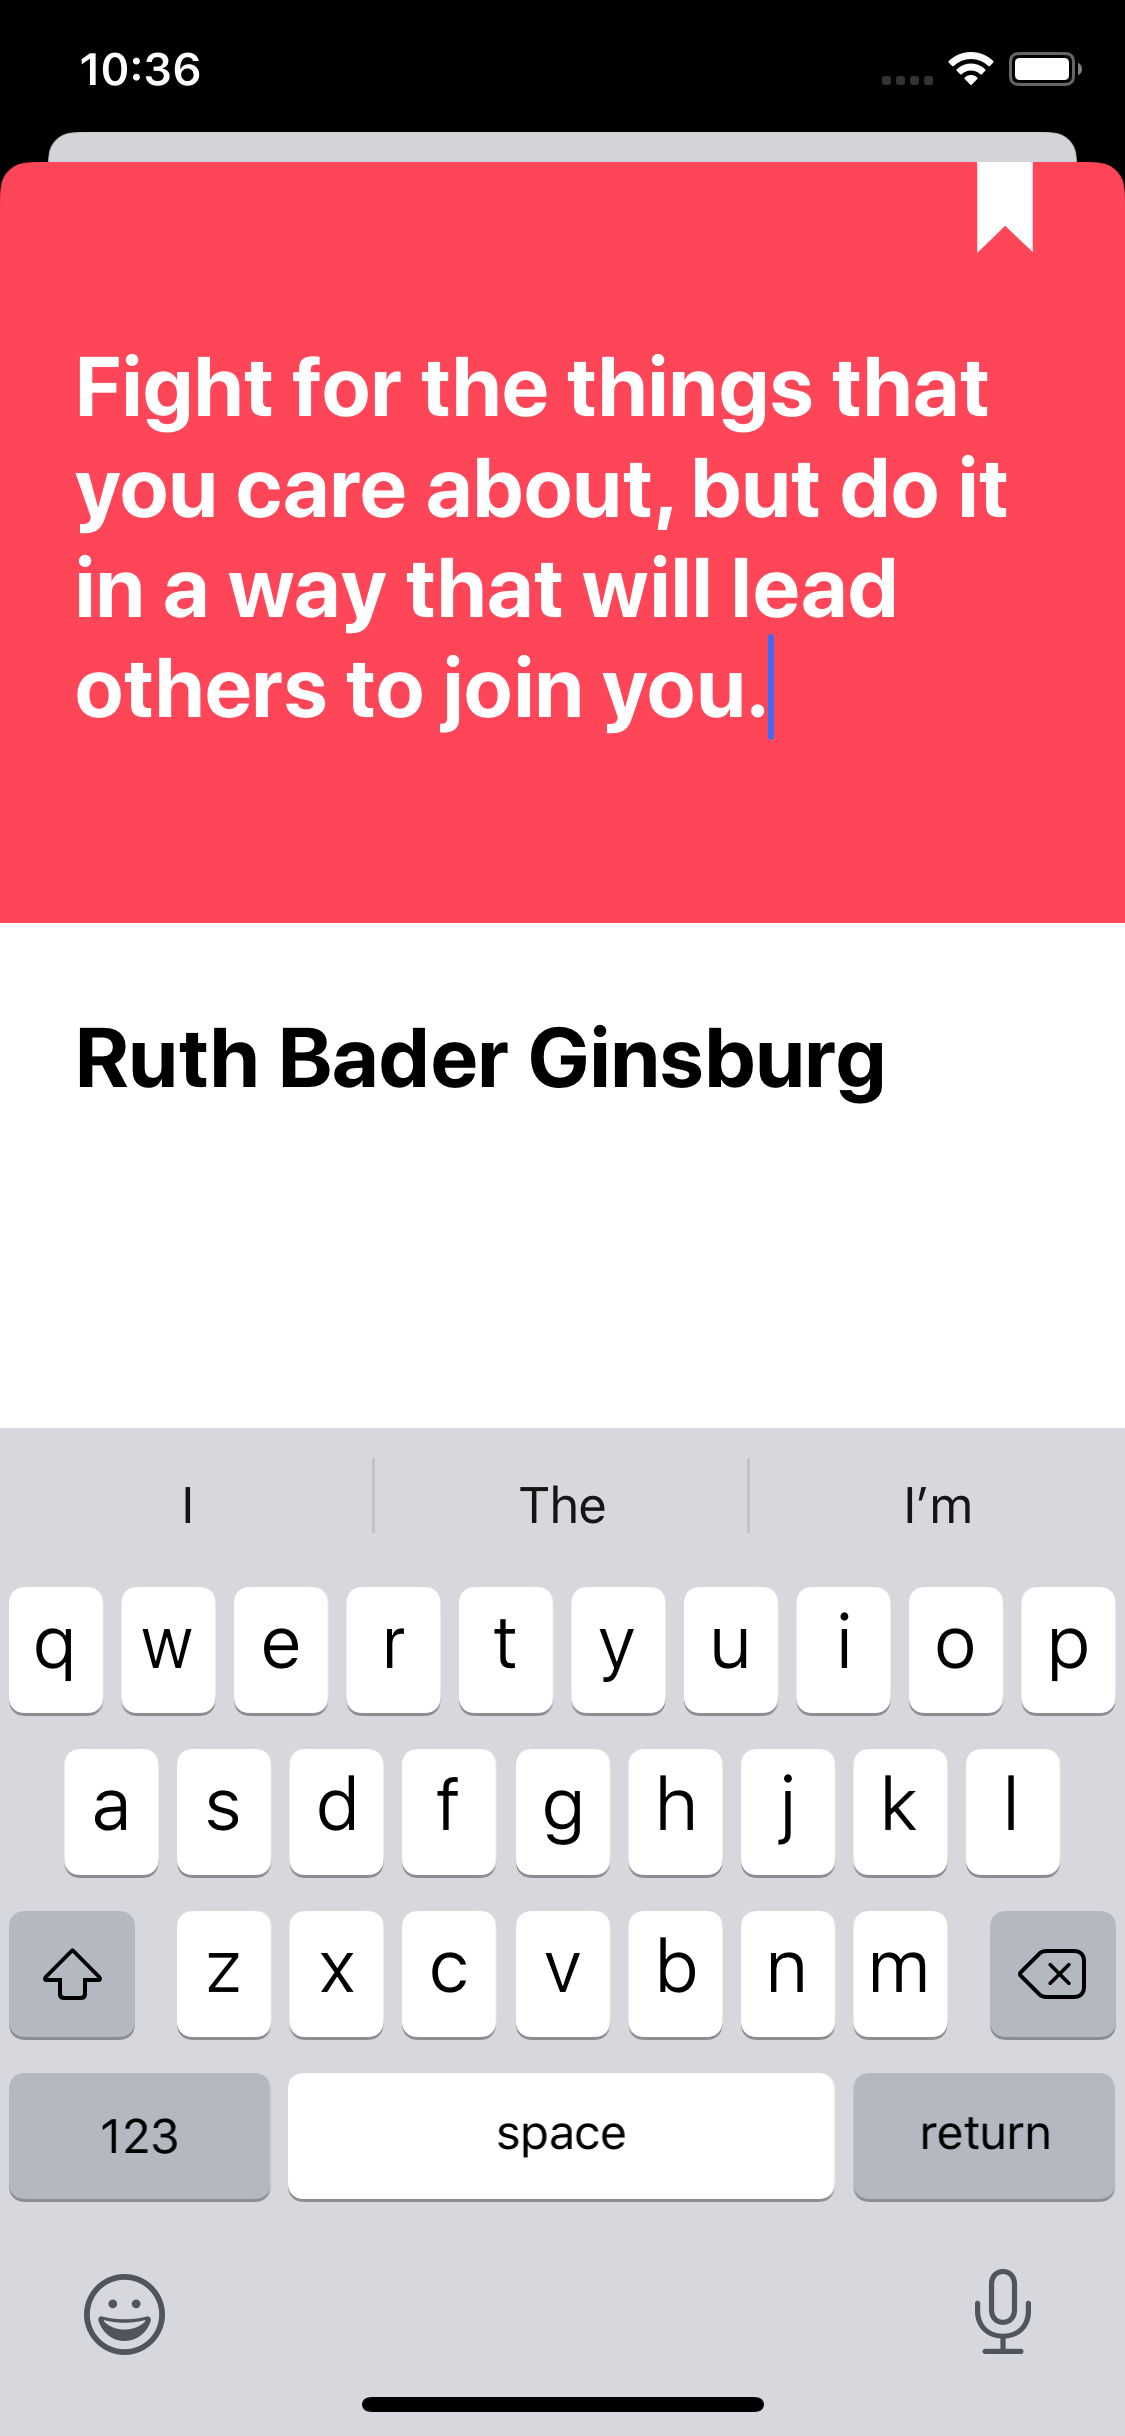 10:36
Fight for the things that
you care about, but do it
in a way that will lead
others to join you.
Ruth Bader Ginsburg
I The I’m
q w e r t y u i o p
a s d f g h j k l
z x c v b n m
123 space return